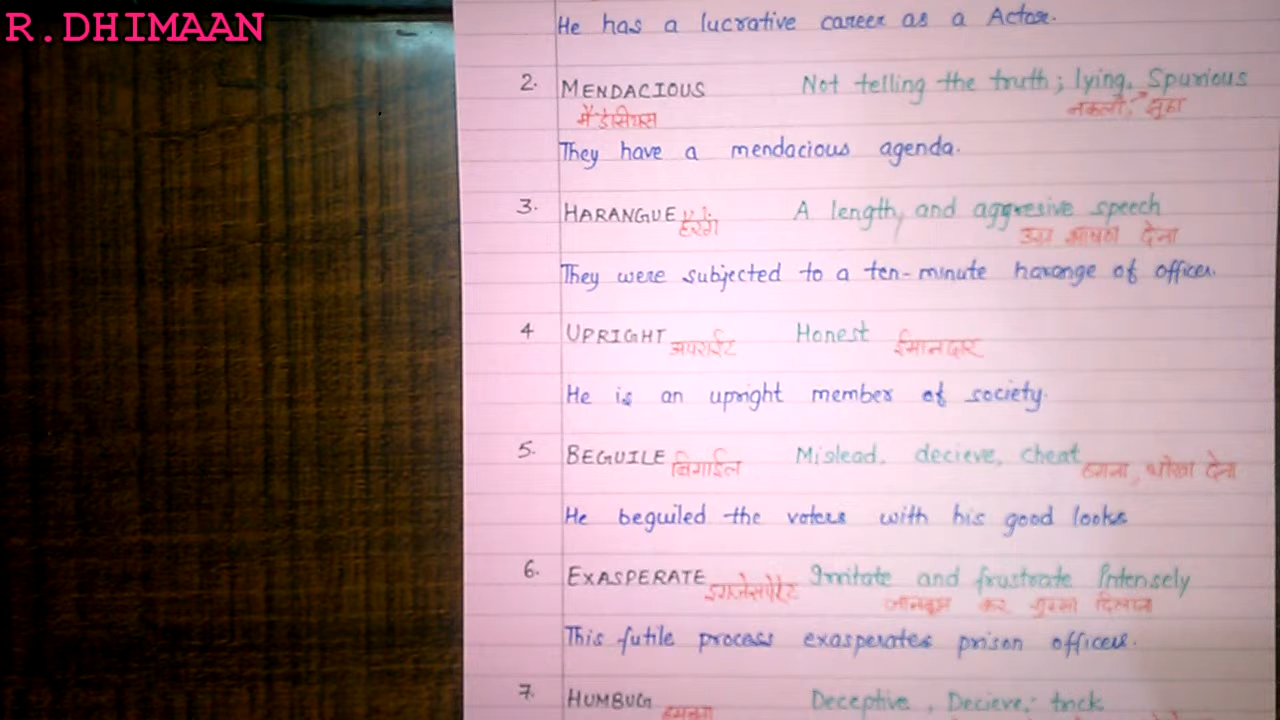 R.DHIMAAN
He has a lucrative career as a Actor.
2. MENDACIOUS Not telling the truth; lying, Spurious
मेंडेसियस नकली, झूठा
They have a mendacious agenda.
3. HARANGUE हैरंग A length, and aggresive speech
उग्र भाषण देना
They were subjected to a ten-minute harange of officer.
4 UPRIGHT अपराईट Honest ईमानदार
He is an upright member of society.
5. BEGUILE बिगाईल Mislead, decieve, cheat ठगना, धोखा देना
He beguiled the voters with his good looks
6. EXASPERATE इगजेसपेरेट Irritate and frustrate Intensely
जानबूझ कर गुस्सा दिलाना
This futile process exasperates prison officer.
7. HUMBUG हमबग Deceptive, Decieve, trick